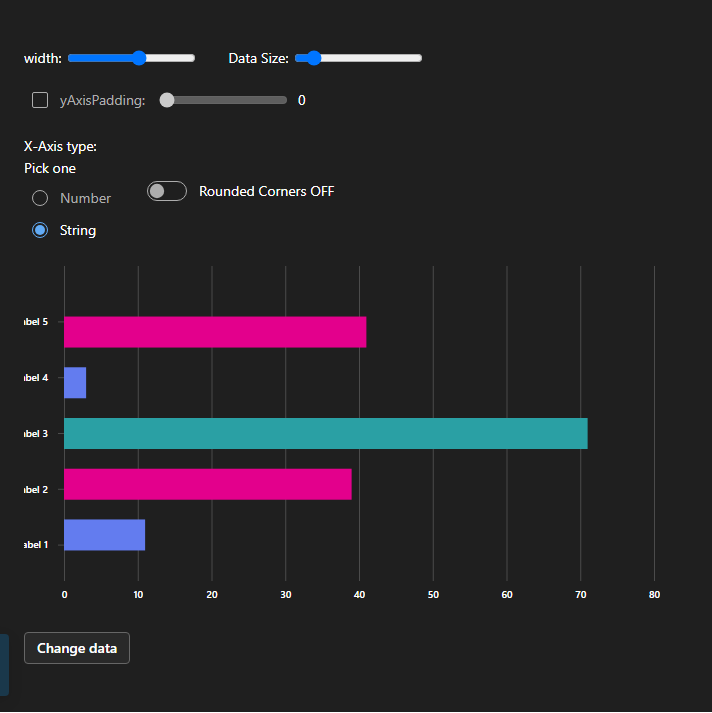 width:
Data Size:
yAxisPadding:
0
X-Axis type:
Pick one
Number
Rounded Corners OFF
String
abel 5
abel 4
abel 3
abel 2
abel 1
0 10 20 30 40 50 60 70 80
Change data